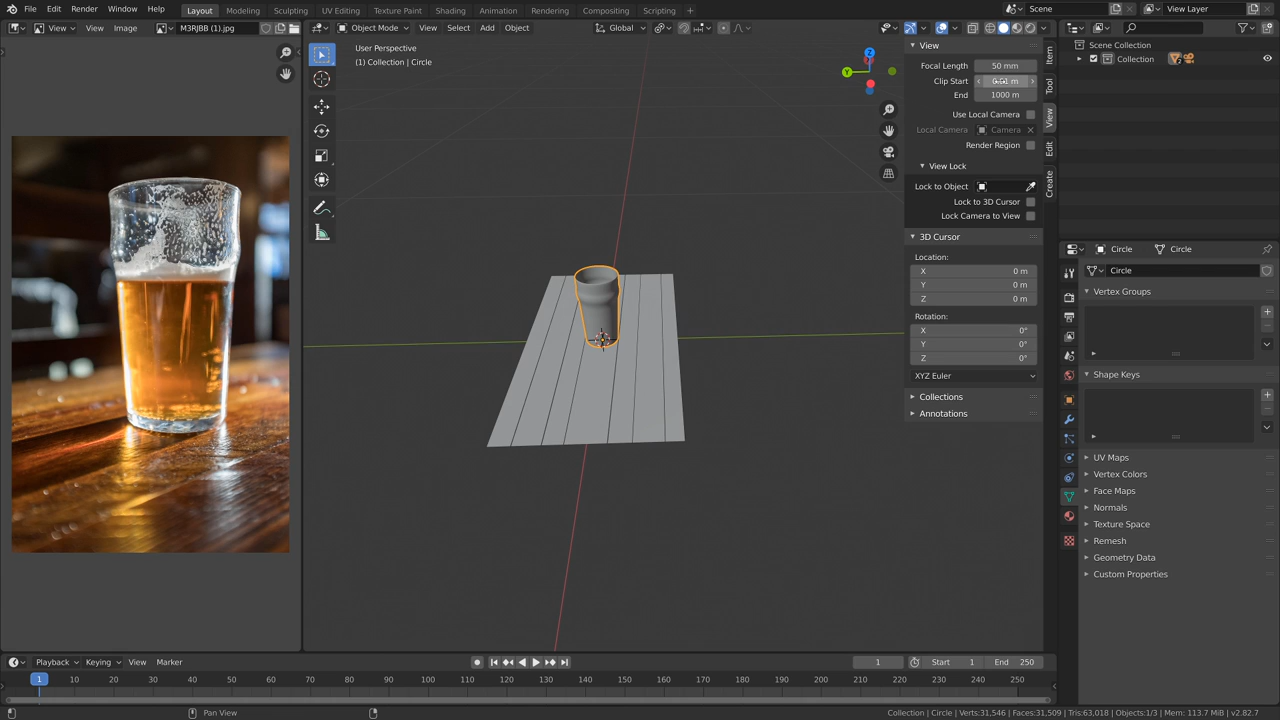 File Edit Render Window Help
Layout Modeling Sculpting UV Editing Texture Paint Shading Animation Rendering Compositing Scripting +
Scene
View Layer
View View Image M3RJBB (1).jpg
Object Mode View Select Add Object Global
User Perspective
(1) Collection | Circle
Z
Y
View
Focal Length 50 mm
Clip Start
End 1000 m
Use Local Camera
Local Camera Camera
Render Region
View Lock
Lock to Object
Lock to 3D Cursor
Lock Camera to View
3D Cursor
Location:
X 0 m
Y 0 m
Z 0 m
Rotation:
X 0°
Y 0°
Z 0°
XYZ Euler
Collections
Annotations
Item
Tool
View
Edit
Create
Scene Collection
Collection
Circle Circle
Circle
Vertex Groups
Shape Keys
UV Maps
Vertex Colors
Face Maps
Normals
Texture Space
Remesh
Geometry Data
Custom Properties
Playback Keying View Marker
1 Start 1 End 250
1 10 20 30 40 50 60 70 80 90 100 110 120 130 140 150 160 170 180 190 200 210 220 230 240 250
Pan View
Collection | Circle | Verts:31,546 | Faces:31,509 | Tris:63,018 | Objects:1/3 | Mem: 113.7 MiB | v2.82.7